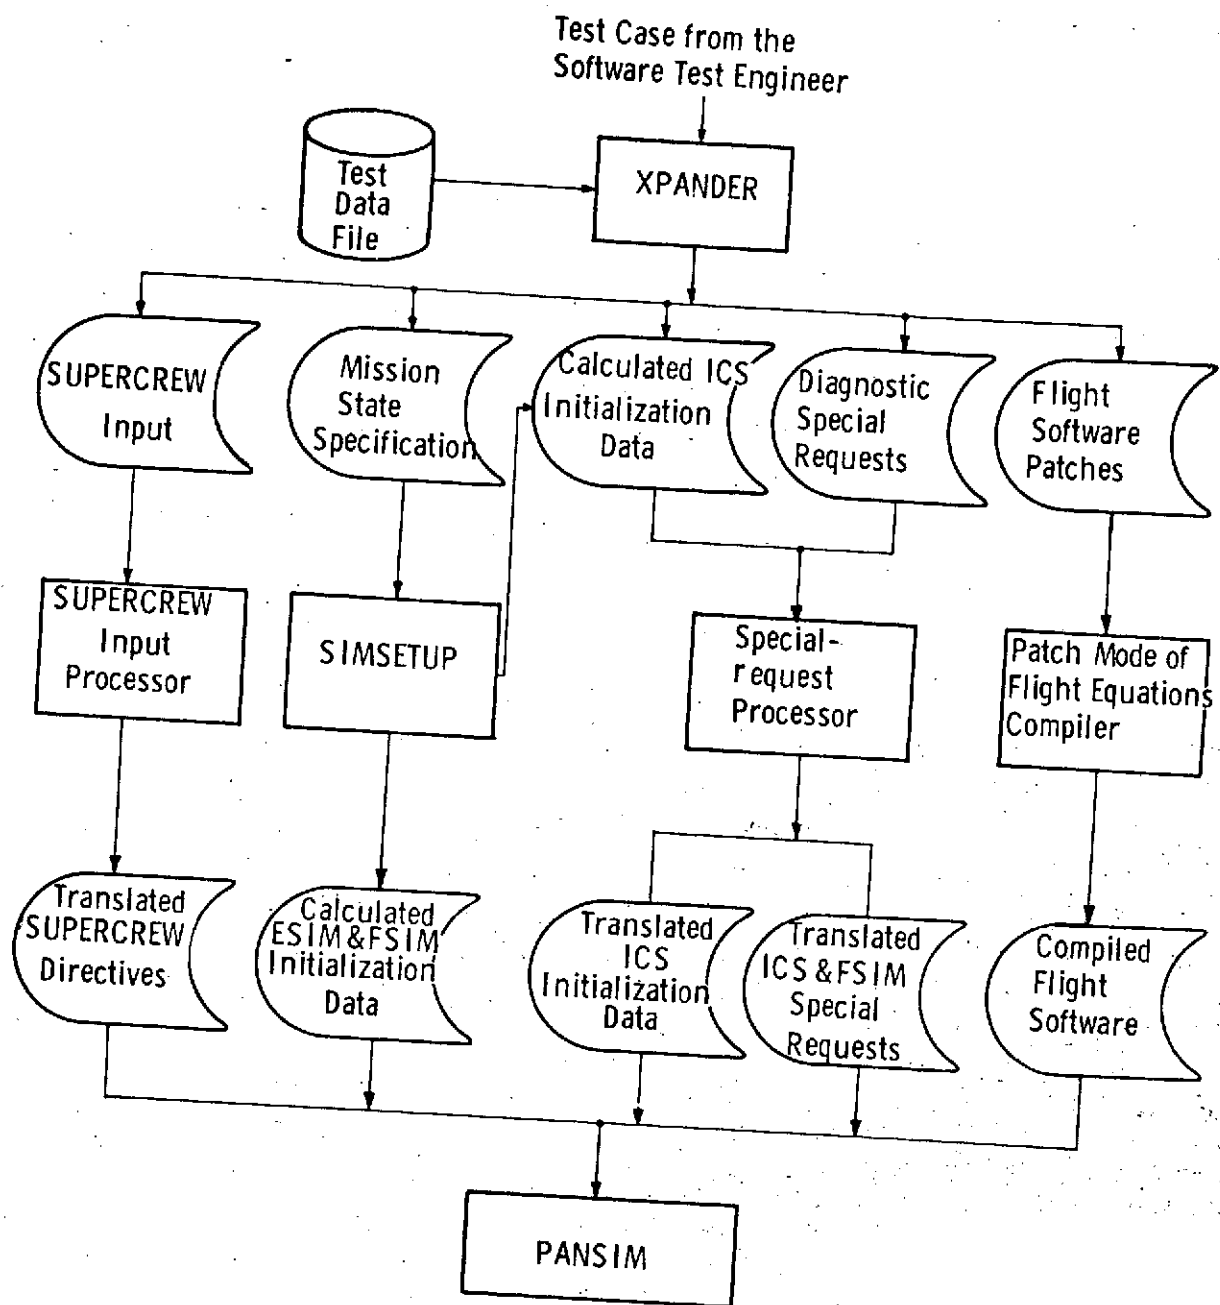 Test Case from the
Software Test Engineer
Test
Data
File
XPANDER
SUPERCREW
Input
Mission
State
Specification
Calculated ICS
Initialization
Data
Diagnostic
Special
Requests
Flight
Software
Patches
SUPERCREW
Input
Processor
SIMSETUP
Special-
request
Processor
Patch Mode of
Flight Equations
Compiler
Translated
SUPERCREW
Directives
Calculated
ESIM&FSIM
Initialization
Data
Translated
ICS
Initialization
Data
Translated
ICS&FSIM
Special
Requests
Compiled
Flight
Software
PANSIM